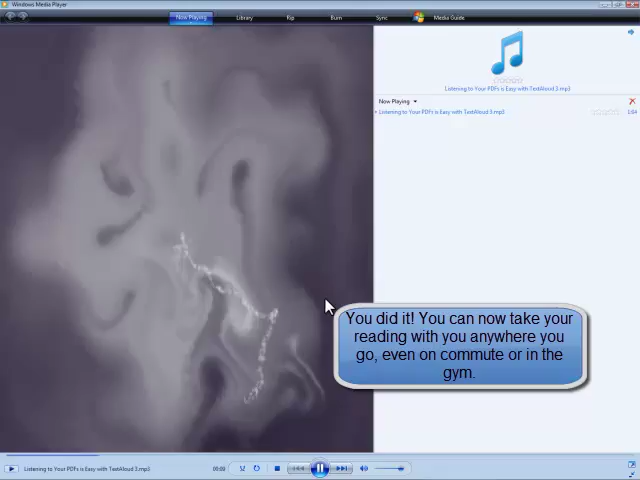 Windows Media Player
Now Playing Library Rip Burn Sync Media Guide
Listening to Your PDFs is Easy with TextAloud 3.mp3
Now Playing
Listening to Your PDFs is Easy with TextAloud 3.mp3 1:04
You did it! You can now take your
reading with you anywhere you
go, even on commute or in the
gym.
Listening to Your PDFs is Easy with TextAloud 3.mp3